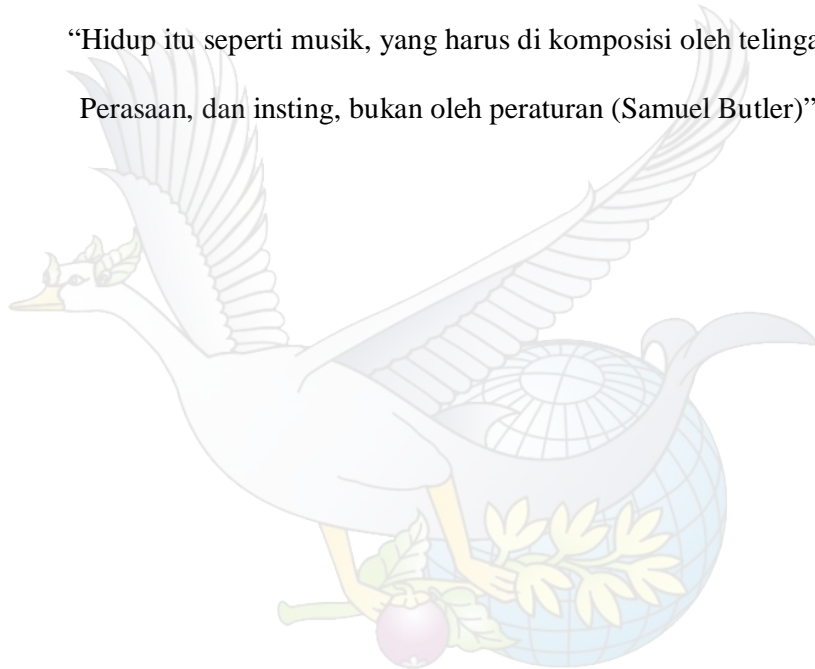 “Hidup itu seperti musik, yang harus di komposisi oleh telinga
Perasaan, dan insting, bukan oleh peraturan (Samuel Butler)”